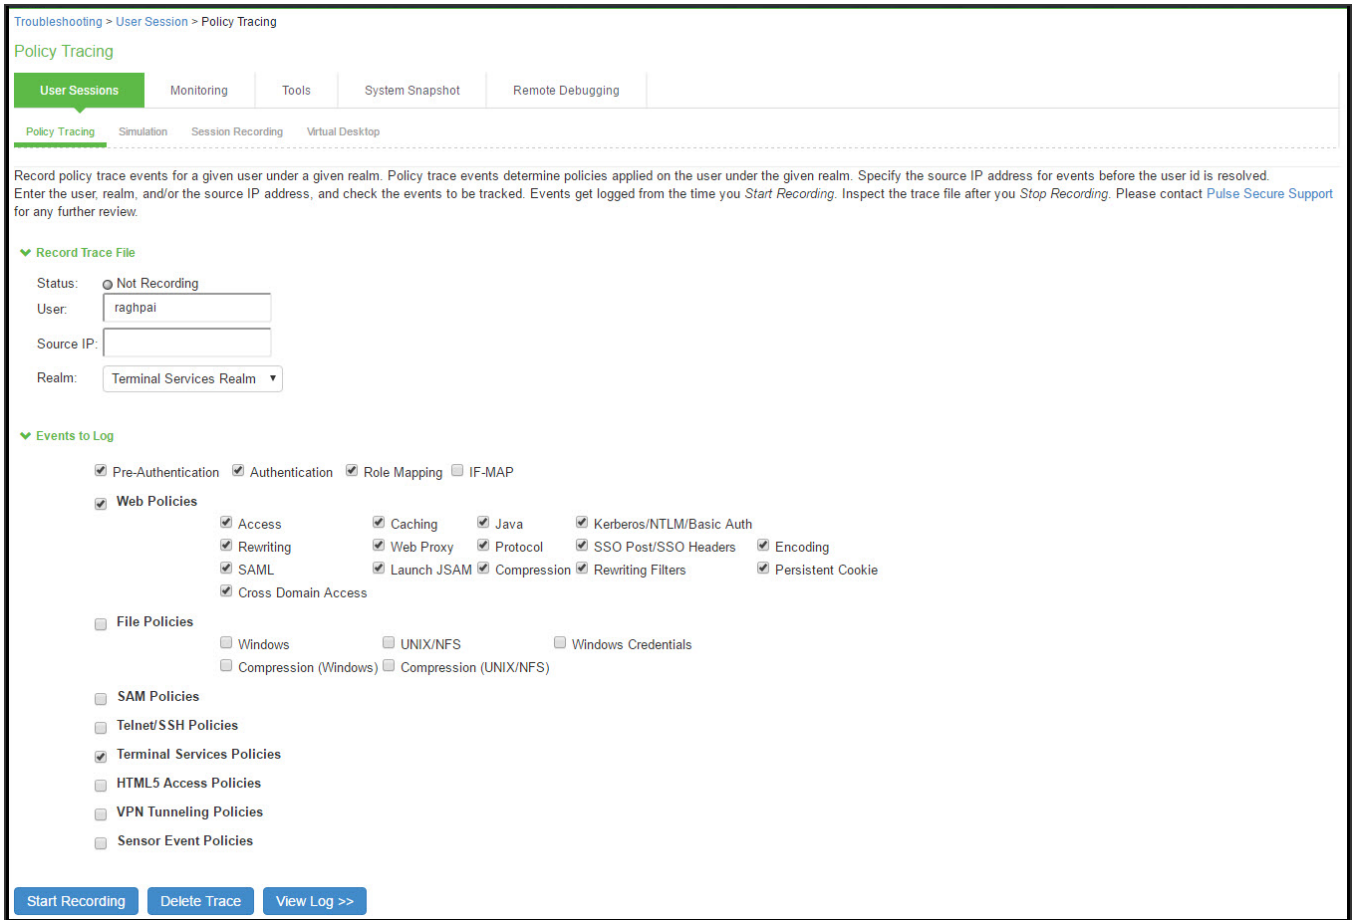 Troubleshooting > User Session > Policy Tracing
Policy Tracing
User Sessions Monitoring Tools System Snapshot Remote Debugging
Policy Tracing Simulation Session Recording Virtual Desktop
Record policy trace events for a given user under a given realm. Policy trace events determine policies applied on the user under the given realm. Specify the source IP address for events before the user id is resolved.
Enter the user, realm, and/or the source IP address, and check the events to be tracked. Events get logged from the time you Start Recording. Inspect the trace file after you Stop Recording. Please contact Pulse Secure Support
for any further review.
Record Trace File
Status: Not Recording
User: raghpai
Source IP:
Realm: Terminal Services Realm
Events to Log
Pre-Authentication Authentication Role Mapping IF-MAP
Web Policies
Access Caching Java Kerberos/NTLM/Basic Auth
Rewriting Web Proxy Protocol SSO Post/SSO Headers Encoding
SAML Launch JSAM Compression Rewriting Filters Persistent Cookie
Cross Domain Access
File Policies
Windows UNIX/NFS Windows Credentials
Compression (Windows) Compression (UNIX/NFS)
SAM Policies
Telnet/SSH Policies
Terminal Services Policies
HTML5 Access Policies
VPN Tunneling Policies
Sensor Event Policies
Start Recording Delete Trace View Log >>